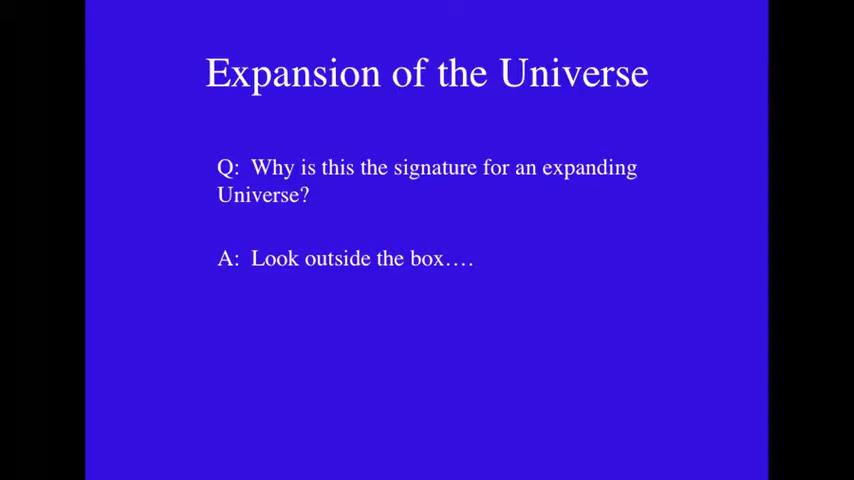 Expansion of the Universe
Q:  Why is this the signature for an expanding
Universe?
A:  Look outside the box….